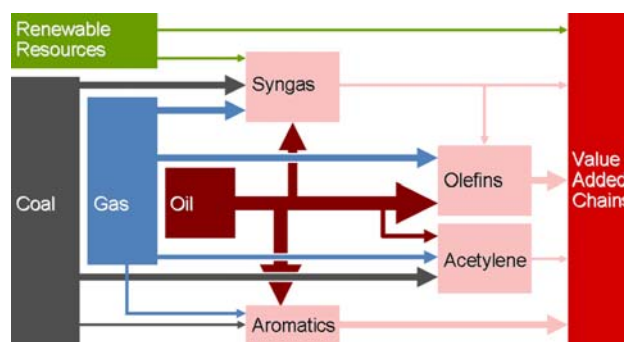 Renewable
Resources
Syngas
Coal
Gas
Oil
Olefins
Value
Added
Chains
Acetylene
Aromatics